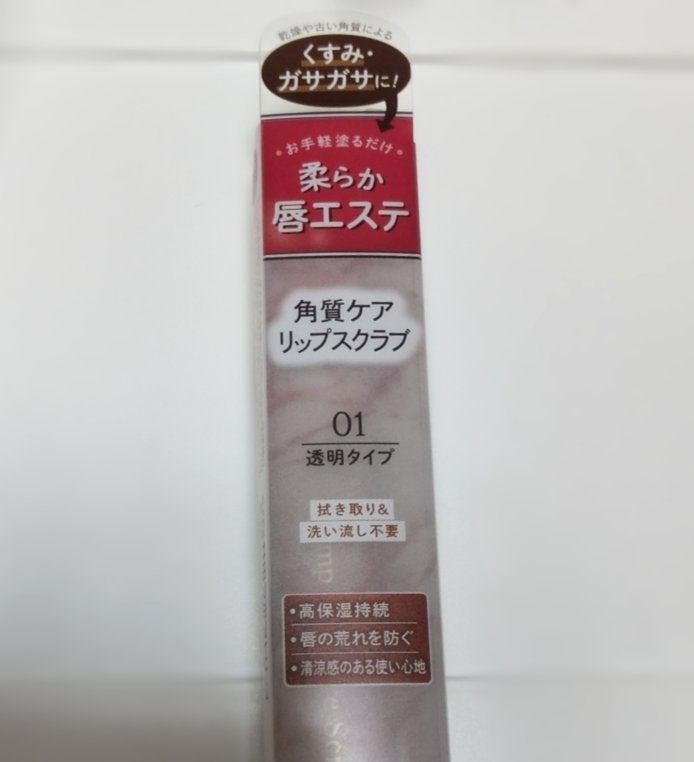 乾燥や古い角質による
くすみ・
ガサガサに!
お手軽塗るだけ
柔らか
唇エステ
角質ケア
リップスクラブ
01
透明タイプ
拭き取り&
洗い流し不要
•高保湿持続
•唇の荒れを防ぐ
•清涼感のある使い心地